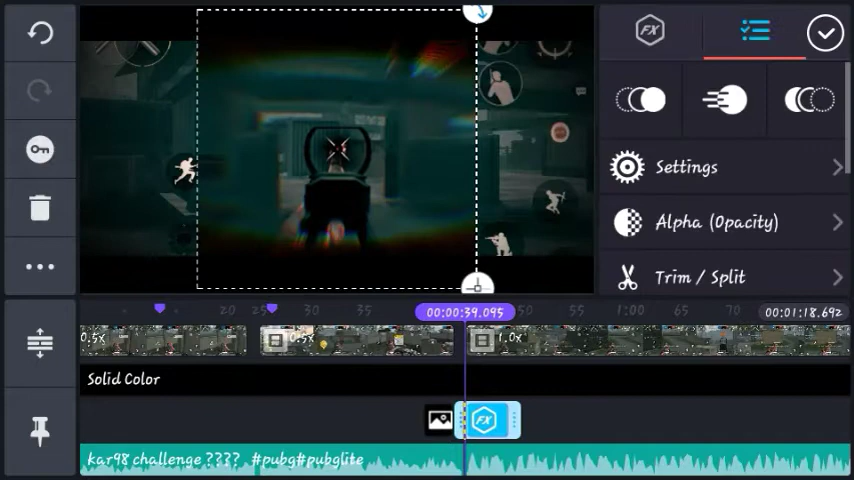 FX
Settings
Alpha (Opacity)
Trim / Split
20 25 30 35 00:00:39.095 50 55 1:00 65 70 00:01:18.692
0.5x 0.5x 1.0x
Solid Color
FX
kar98 challenge ???? #pubg#pubglite